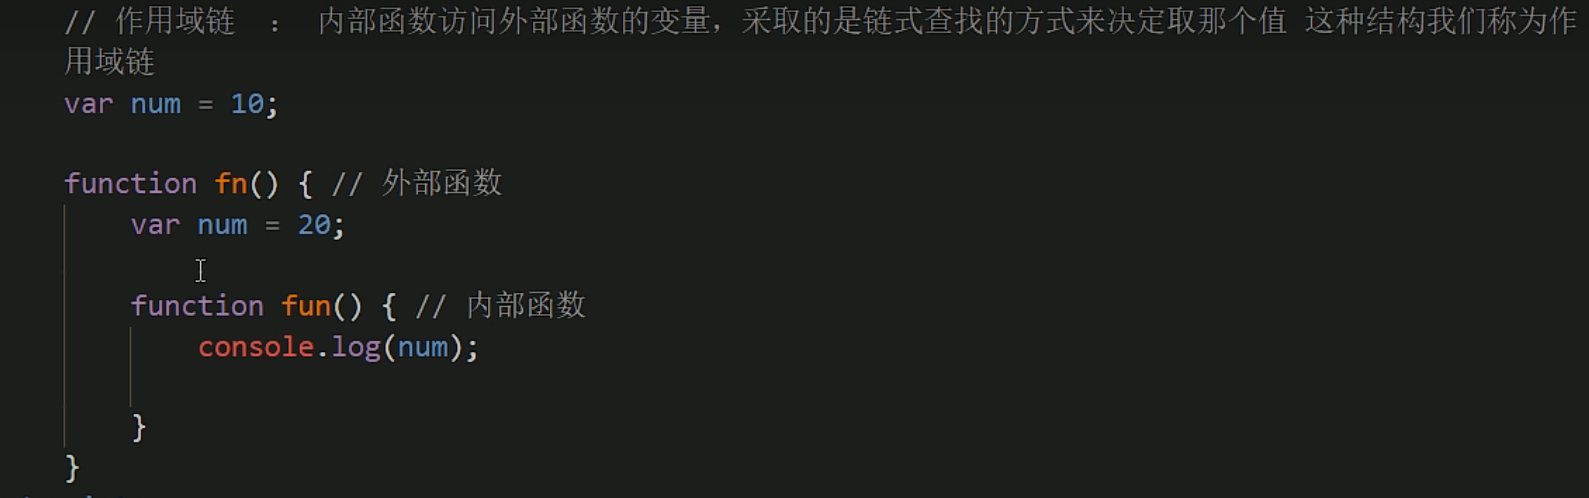 // 作用域链 ： 内部函数访问外部函数的变量，采取的是链式查找的方式来决定取那个值 这种结构我们称为作
用域链
var num = 10;
function fn() { // 外部函数
var num = 20;
function fun() { // 内部函数
console.log(num);
}
}